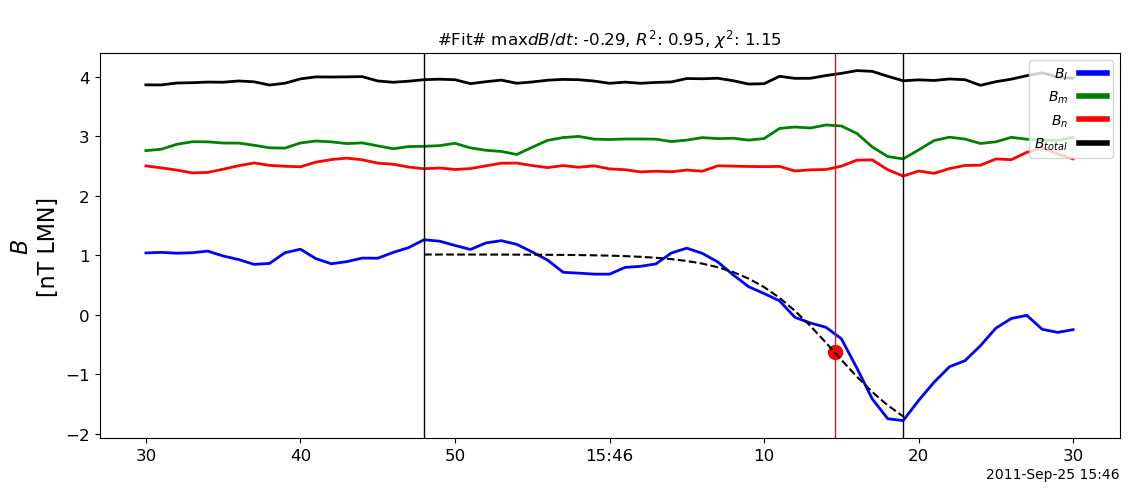 #Fit# maxdB/dt: -0.29, R²: 0.95, χ²: 1.15
B
[nT LMN]
4
3
2
1
0
−1
−2
B_l
B_m
B_n
B_total
30
40
50
15:46
10
20
30
2011-Sep-25 15:46